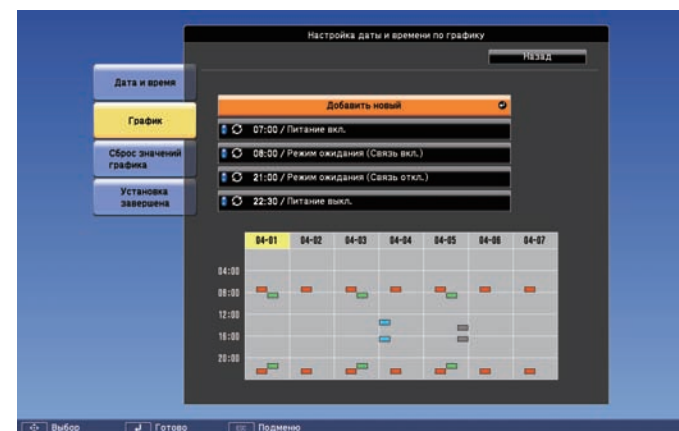 Настройка даты и времени по графику
Назад
Дата и время
График
Сброс значений
графика
Установка
завершена
Добавить новый
07:00 / Питание вкл.
08:00 / Режим ожидания (Связь вкл.)
21:00 / Режим ожидания (Связь откл.)
22:30 / Питание выкл.
04-01 04-02 04-03 04-04 04-05 04-06 04-07
04:00
08:00
12:00
16:00
20:00
Выбор Готово Esc Подменю